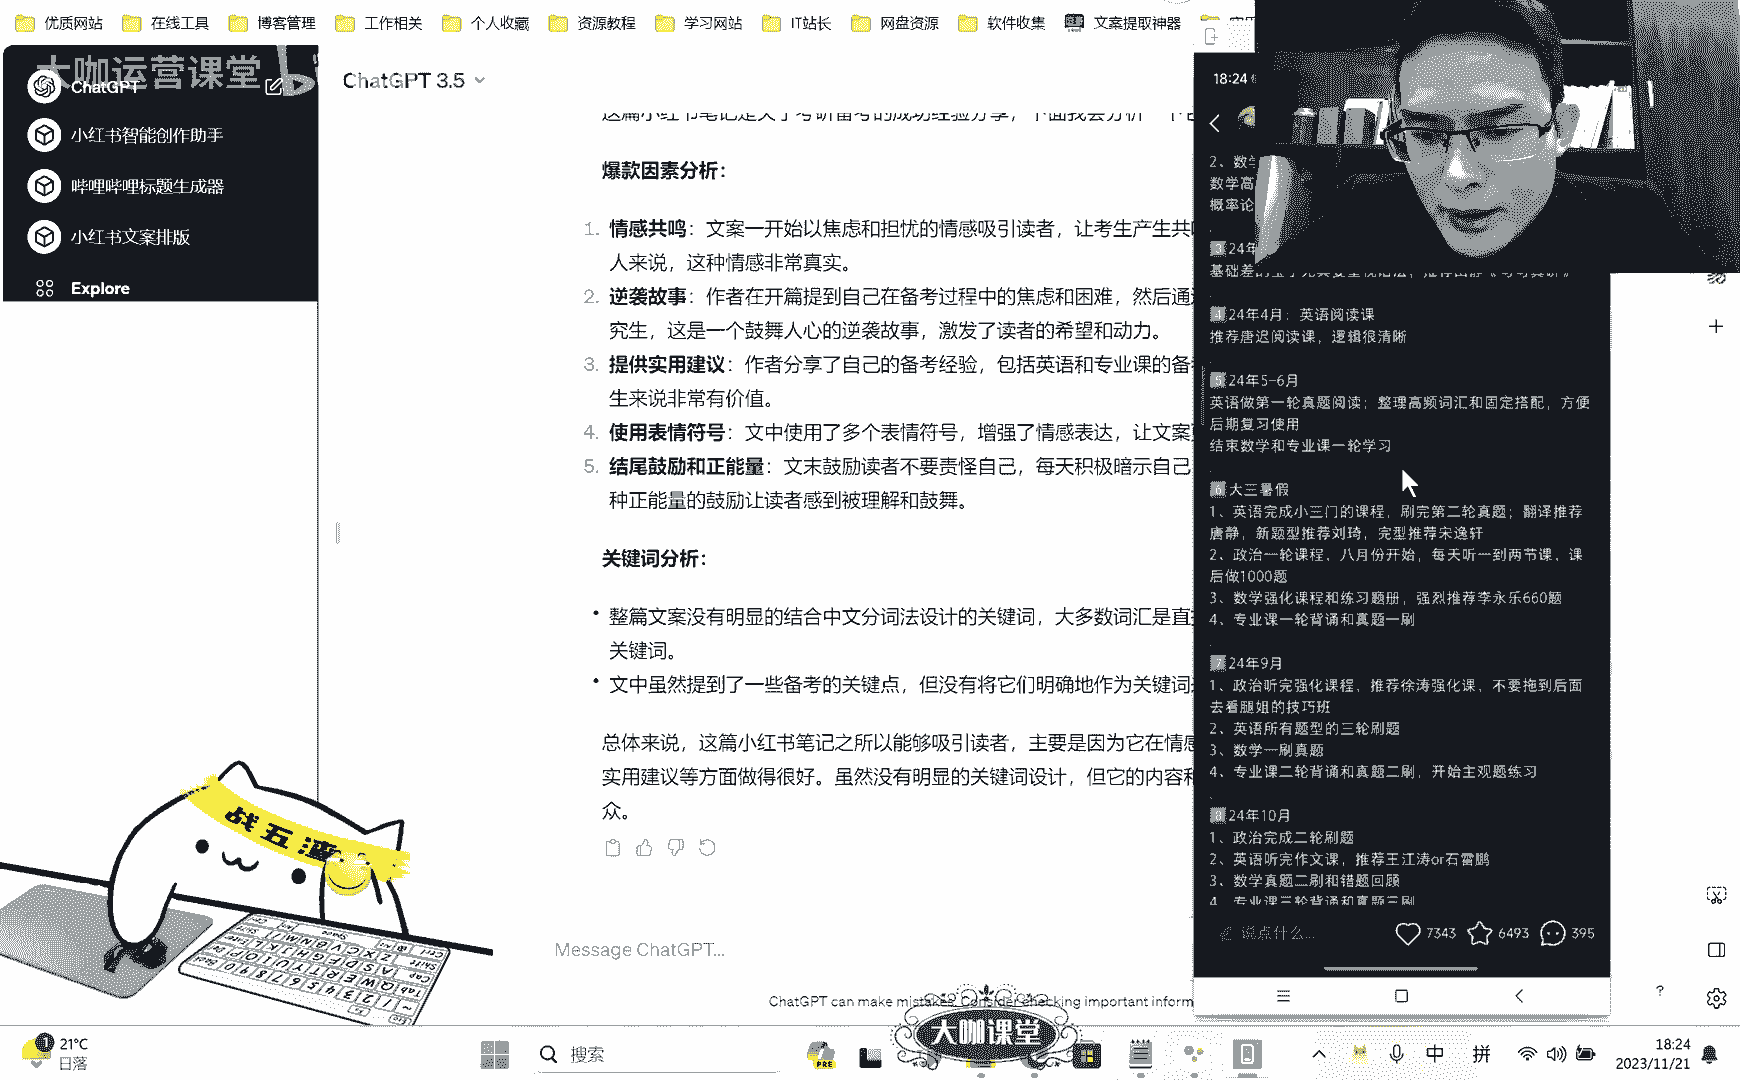 优质网站 在线工具 博客管理 工作相关 个人收藏 资源教程 学习网站 IT站长 网盘资源 软件收集 文案提取神器
大咖运营课堂
ChatGPT
小红书智能创作助手
哔哩哔哩标题生成器
小红书文案排版
Explore
ChatGPT 3.5
爆款因素分析：
1. 情感共鸣：文案一开始以焦虑和担忧的情感吸引读者，让考生产生共
人来说，这种情感非常真实。
2. 逆袭故事：作者在开篇提到自己在备考过程中的焦虑和困难，然后通
究生，这是一个鼓舞人心的逆袭故事，激发了读者的希望和动力。
3. 提供实用建议：作者分享了自己的备考经验，包括英语和专业课的备
生来说非常有价值。
4. 使用表情符号：文中使用了多个表情符号，增强了情感表达，让文案
5. 结尾鼓励和正能量：文末鼓励读者不要责怪自己，每天积极暗示自己
种正能量的鼓励让读者感到被理解和鼓舞。
关键词分析：
• 整篇文案没有明显的结合中文分词法设计的关键词，大多数词汇是直
关键词。
• 文中虽然提到了一些备考的关键点，但没有将它们明确地作为关键词
总体来说，这篇小红书笔记之所以能够吸引读者，主要是因为它在情感
实用建议等方面做得很好。虽然没有明显的关键词设计，但它的内容
众。
Message ChatGPT...
ChatGPT can make mistakes. Consider checking important inform
18:24
2、数学
数学高
概率论
3 24年
4 24年4月：英语阅读课
推荐唐迟阅读课，逻辑很清晰
5 24年5-6月
英语做第一轮真题阅读；整理高频词汇和固定搭配，方便
后期复习使用
结束数学和专业课一轮学习
6 大三暑假
1、英语完成小三门的课程，刷完第二轮真题；翻译推荐
唐静，新题型推荐刘琦，完型推荐宋逸轩
2、政治一轮课程，八月份开始，每天听一到两节课，课
后做1000题
3、数学强化课程和练习题册，强烈推荐李永乐660题
4、专业课一轮背诵和真题一刷
7 24年9月
1、政治听完强化课程，推荐徐涛强化课，不要拖到后面
去看腿姐的技巧班
2、英语所有题型的三轮刷题
3、数学一刷真题
4、专业课二轮背诵和真题二刷，开始主观题练习
8 24年10月
1、政治完成二轮刷题
2、英语听完作文课，推荐王江涛or石雷鹏
3、数学真题二刷和错题回顾
4、专业课三轮背诵和真题三刷
说点什么... 7343 6493 395
大咖课堂
1
21°C
日落
搜索
PRE
中 拼
18:24
2023/11/21